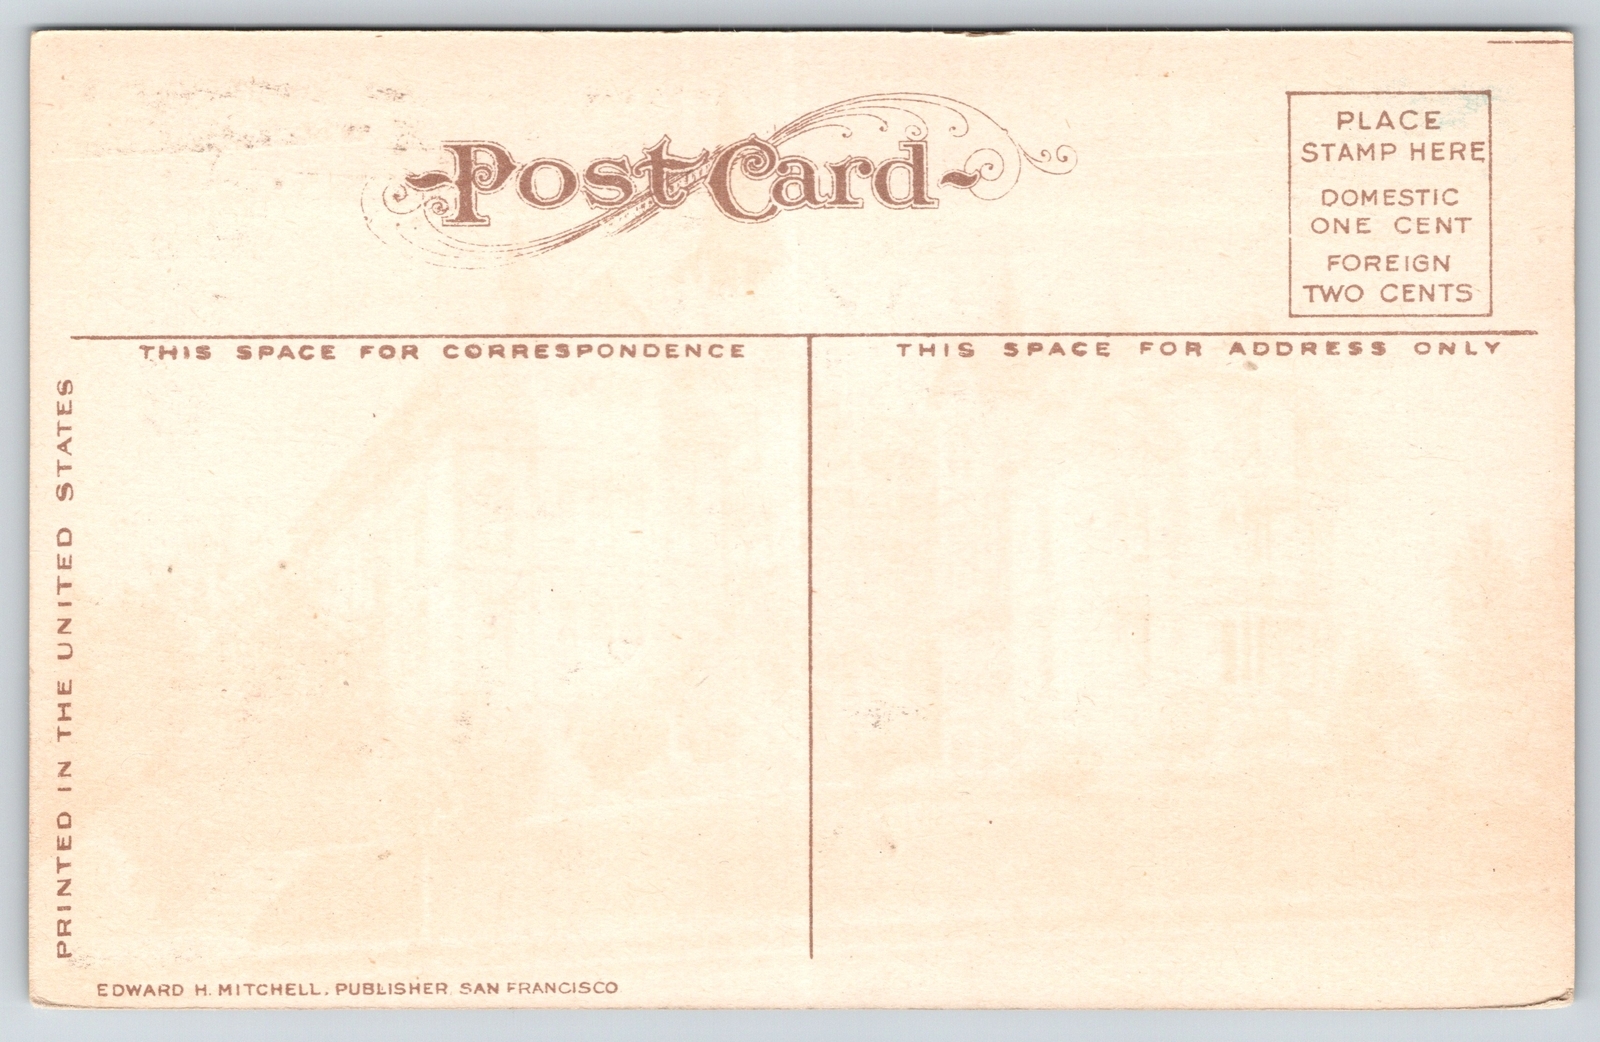 Post Card
PLACE
STAMP HERE
DOMESTIC
ONE CENT
FOREIGN
TWO CENTS
THIS SPACE FOR CORRESPONDENCE
THIS SPACE FOR ADDRESS ONLY
PRINTED IN THE UNITED STATES
EDWARD H. MITCHELL, PUBLISHER, SAN FRANCISCO